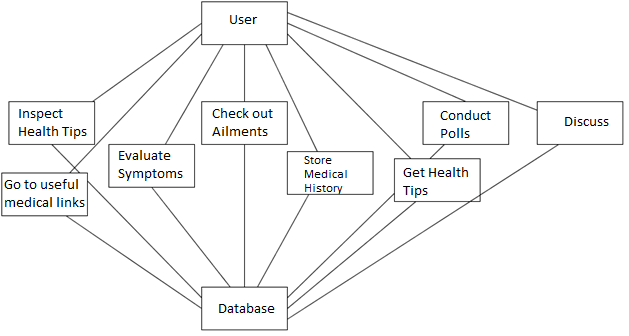 User
Inspect
Health Tips
Check out
Ailments
Conduct
Polls
Discuss
Evaluate
Symptoms
Store
Medical
History
Get Health
Tips
Go to useful
medical links
Database